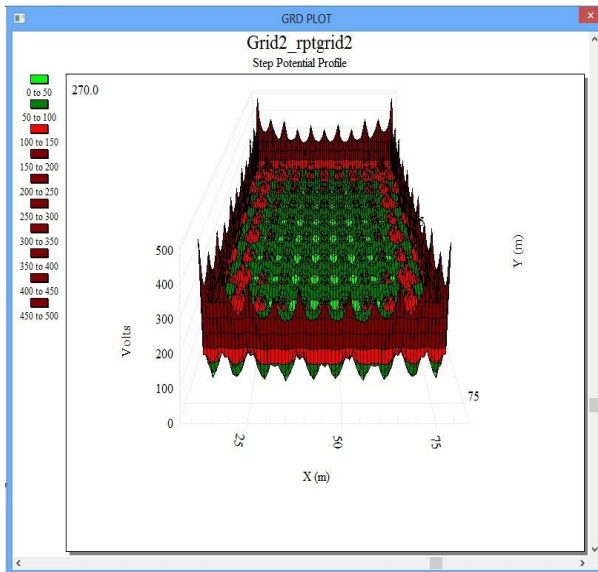 GRD PLOT
Grid2_rptgrid2
Step Potential Profile
270.0
0 to 50
50 to 100
100 to 150
150 to 200
200 to 250
250 to 300
300 to 350
350 to 400
400 to 450
450 to 500
500
400
300
200
100
0
Volts
25
50
75
X (m)
75
5
Y (m)